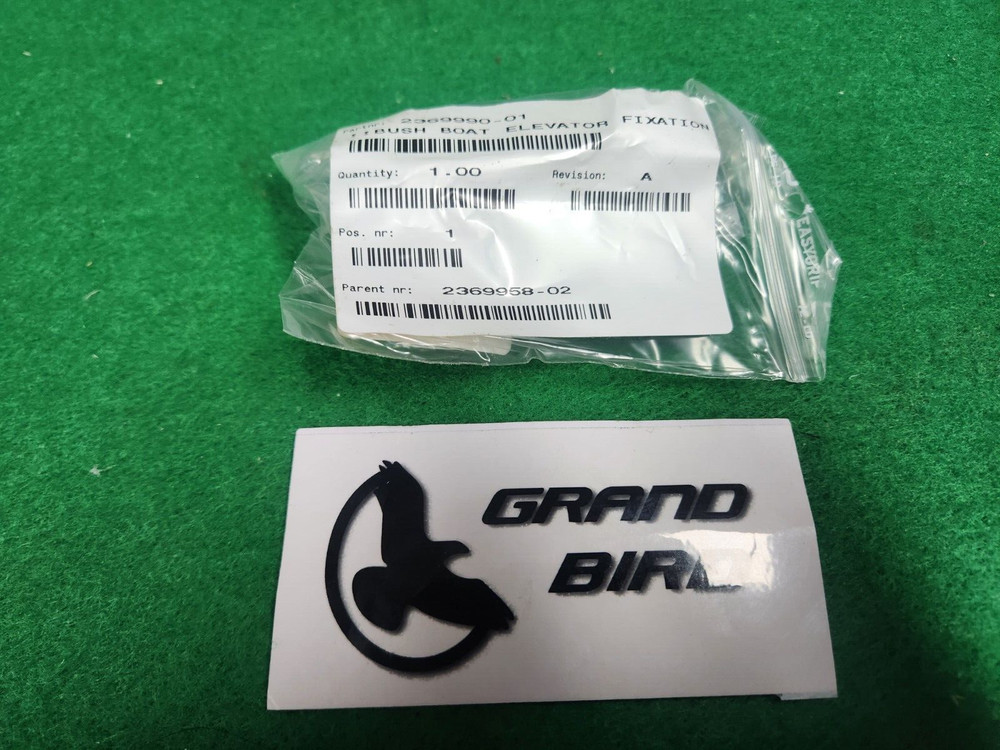 2369990-01
**BUSH BOAT ELEVATOR FIXATION
Quantity: 1.00 Revision: A
Pos. nr: 1
Parent nr: 2369958-02
GRAND
BIRD